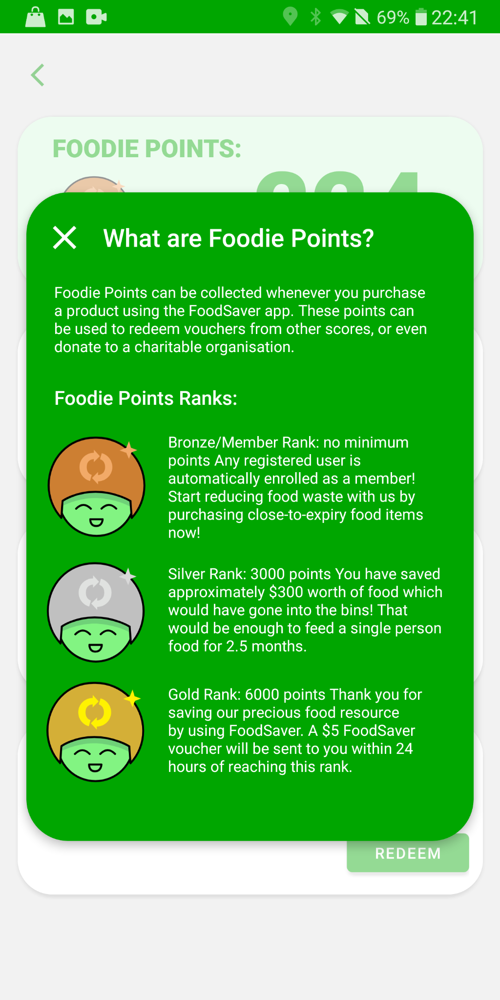 69% 22:41
FOODIE POINTS:
What are Foodie Points?
Foodie Points can be collected whenever you purchase
a product using the FoodSaver app. These points can
be used to redeem vouchers from other scores, or even
donate to a charitable organisation.
Foodie Points Ranks:
Bronze/Member Rank: no minimum
points Any registered user is
automatically enrolled as a member!
Start reducing food waste with us by
purchasing close-to-expiry food items
now!
Silver Rank: 3000 points You have saved
approximately $300 worth of food which
would have gone into the bins! That
would be enough to feed a single person
food for 2.5 months.
Gold Rank: 6000 points Thank you for
saving our precious food resource
by using FoodSaver. A $5 FoodSaver
voucher will be sent to you within 24
hours of reaching this rank.
REDEEM